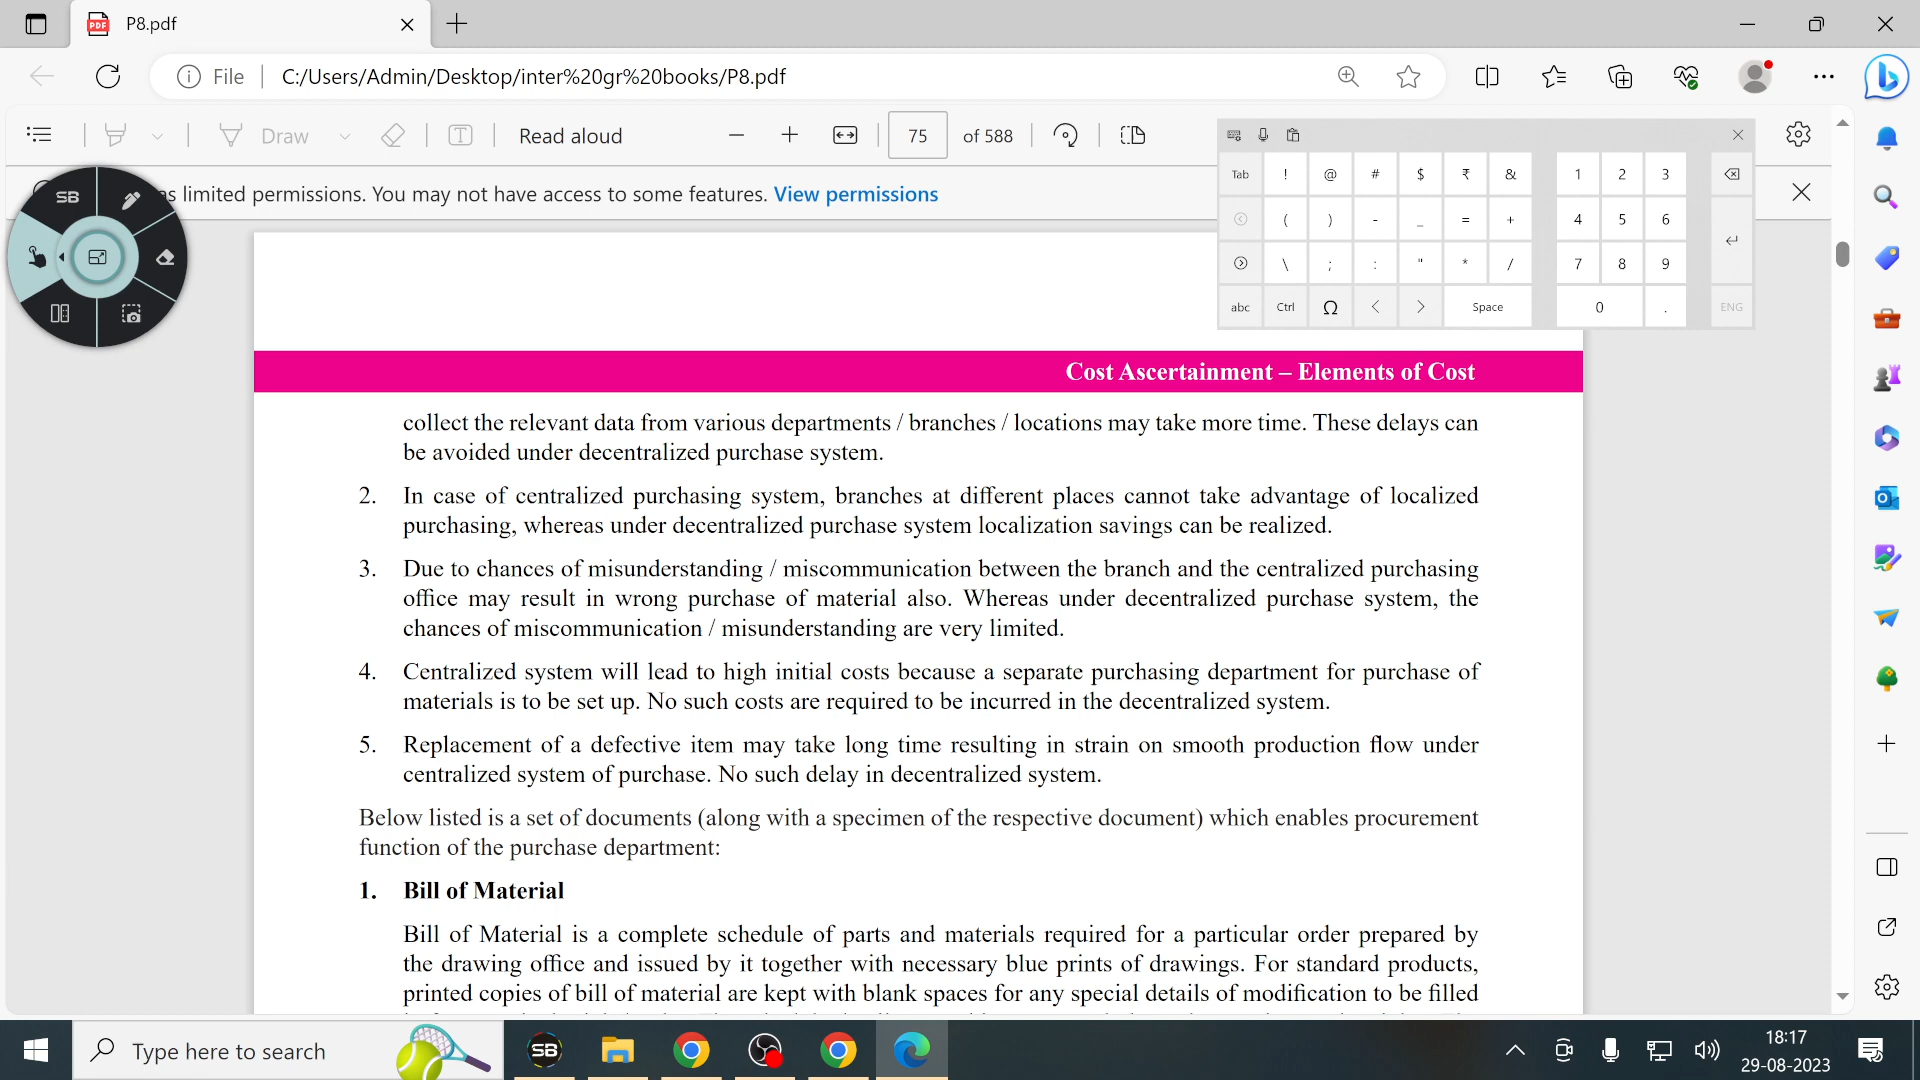 P8.pdf
File
C:/Users/Admin/Desktop/inter%20gr%20books/P8.pdf
Draw
Read aloud
75
of 588
SB
s limited permissions. You may not have access to some features. View permissions
Tab ! @ # $ ₹ & 1 2 3
( ) - _ = + 4 5 6
\ ; : " * / 7 8 9
abc Ctrl Ω < > Space 0 . ENG
Cost Ascertainment – Elements of Cost
collect the relevant data from various departments / branches / locations may take more time. These delays can
be avoided under decentralized purchase system.
2. In case of centralized purchasing system, branches at different places cannot take advantage of localized
purchasing, whereas under decentralized purchase system localization savings can be realized.
3. Due to chances of misunderstanding / miscommunication between the branch and the centralized purchasing
office may result in wrong purchase of material also. Whereas under decentralized purchase system, the
chances of miscommunication / misunderstanding are very limited.
4. Centralized system will lead to high initial costs because a separate purchasing department for purchase of
materials is to be set up. No such costs are required to be incurred in the decentralized system.
5. Replacement of a defective item may take long time resulting in strain on smooth production flow under
centralized system of purchase. No such delay in decentralized system.
Below listed is a set of documents (along with a specimen of the respective document) which enables procurement
function of the purchase department:
1. Bill of Material
Bill of Material is a complete schedule of parts and materials required for a particular order prepared by
the drawing office and issued by it together with necessary blue prints of drawings. For standard products,
printed copies of bill of material are kept with blank spaces for any special details of modification to be filled
Type here to search
SB
18:17
29-08-2023